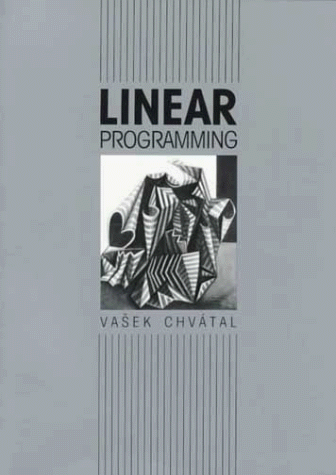 LINEAR
PROGRAMMING
VAŠEK CHVÁTAL